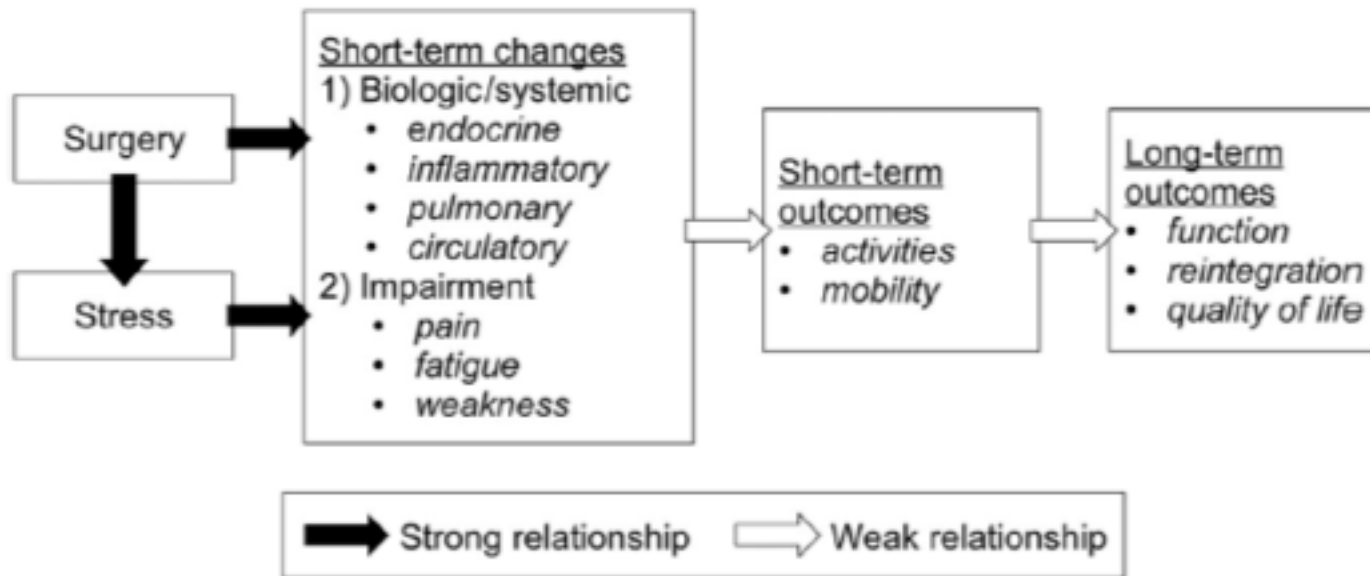 Surgery
Stress
Short-term changes
1) Biologic/systemic
• endocrine
• inflammatory
• pulmonary
• circulatory
2) Impairment
• pain
• fatigue
• weakness
Short-term
outcomes
• activities
• mobility
Long-term
outcomes
• function
• reintegration
• quality of life
Strong relationship
Weak relationship